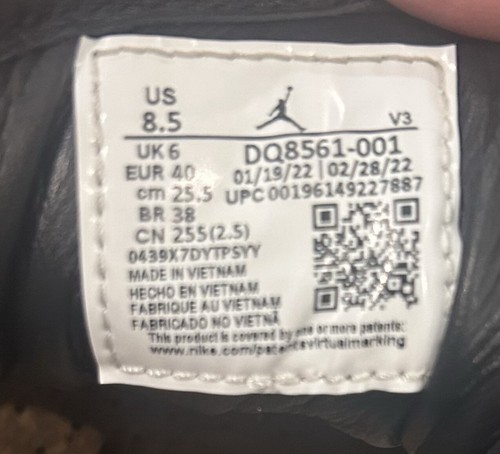 US
8.5
V3
UK 6
DQ8561-001
EUR 40
01/19/22 | 02/28/22
cm 25.5
UPC 00196149227887
BR 38
CN 255(2.5)
0439X7DYTPSYY
MADE IN VIETNAM
HECHO EN VIETNAM
FABRIQUE AU VIETNAM
FABRICADO NO VIETNÃ
This product is covered by one or more patents:
www.nike.com/patentsvirtualmarking